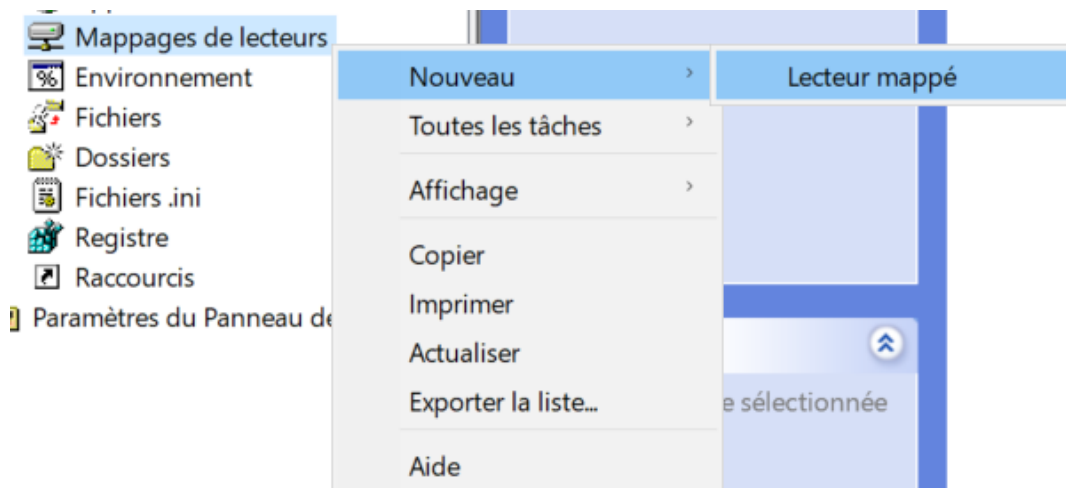 Mappages de lecteurs
Environnement
Fichiers
Dossiers
Fichiers .ini
Registre
Raccourcis
Paramètres du Panneau de
Nouveau
Toutes les tâches
Affichage
Copier
Imprimer
Actualiser
Exporter la liste...
Aide
Lecteur mappé
e sélectionnée